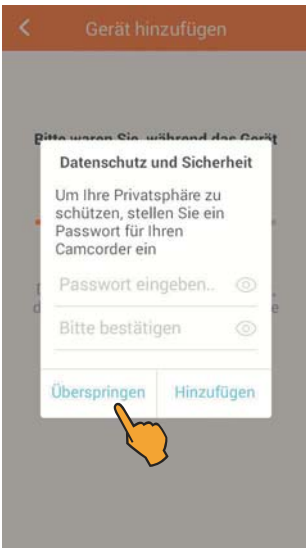 Gerät hinzufügen
Bitte waren Sie, während das Gerät
Datenschutz und Sicherheit
Um Ihre Privatsphäre zu
schützen, stellen Sie ein
Passwort für Ihren
Camcorder ein
Passwort eingeben..
Bitte bestätigen
Überspringen
Hinzufügen